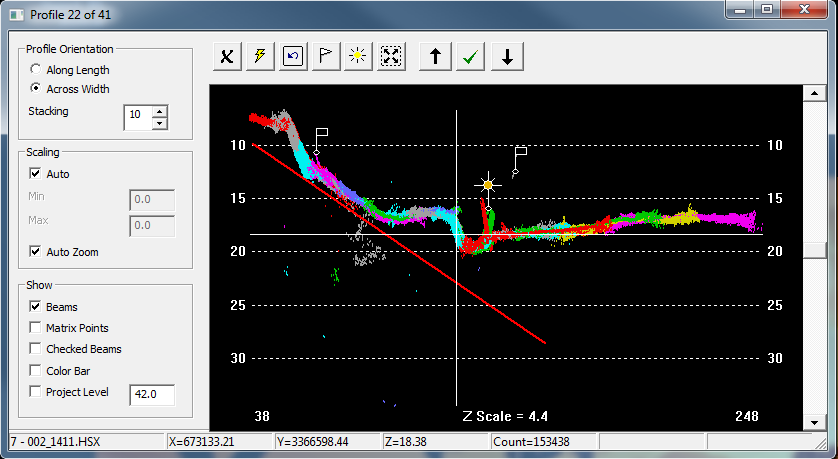 Profile 22 of 41
Profile Orientation
Along Length
Across Width
Stacking 10
Scaling
Auto
Min 0.0
Max 0.0
Auto Zoom
Show
Beams
Matrix Points
Checked Beams
Color Bar
Project Level 42.0
10 10
15 15
20 20
25 25
30 30
38 Z Scale = 4.4 248
7 - 002_1411.HSX X=673133.21 Y=3366598.44 Z=18.38 Count=153438